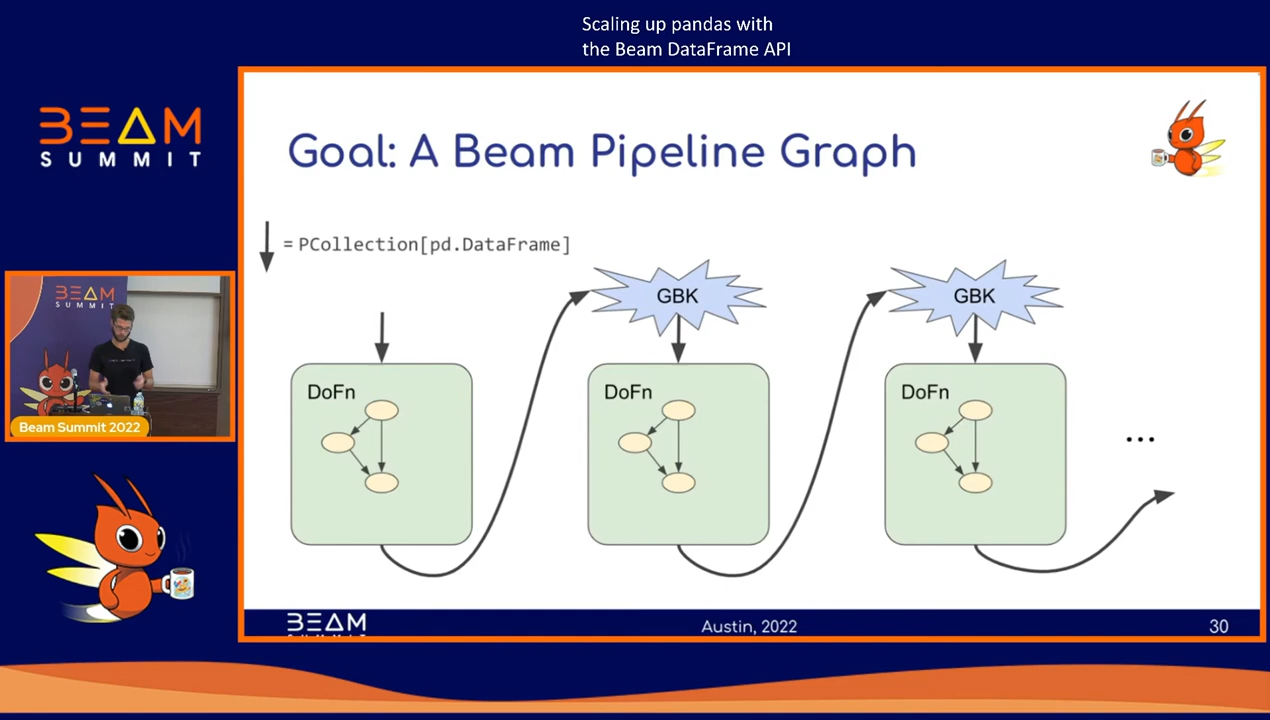 Scaling up pandas with
the Beam DataFrame API
BEAM
SUMMIT
Goal: A Beam Pipeline Graph
= PCollection[pd.DataFrame]
GBK
GBK
DoFn
DoFn
DoFn
...
BEAM
SUMMIT
Beam Summit 2022
BEAM
Austin, 2022
30